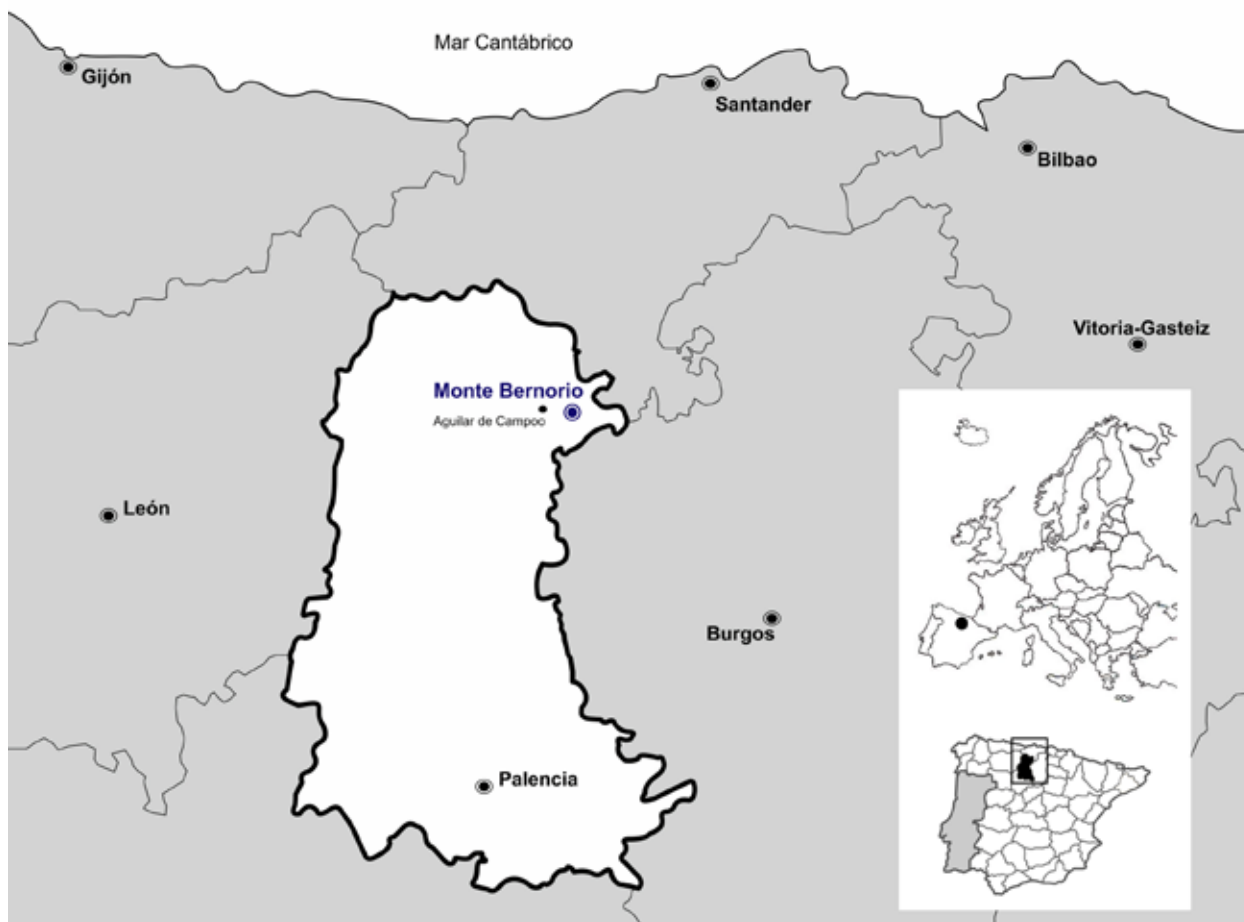 Mar Cantábrico
Gijón
Santander
Bilbao
Vitoria-Gasteiz
Monte Bernorio
Aguilar de Campoo
León
Burgos
Palencia